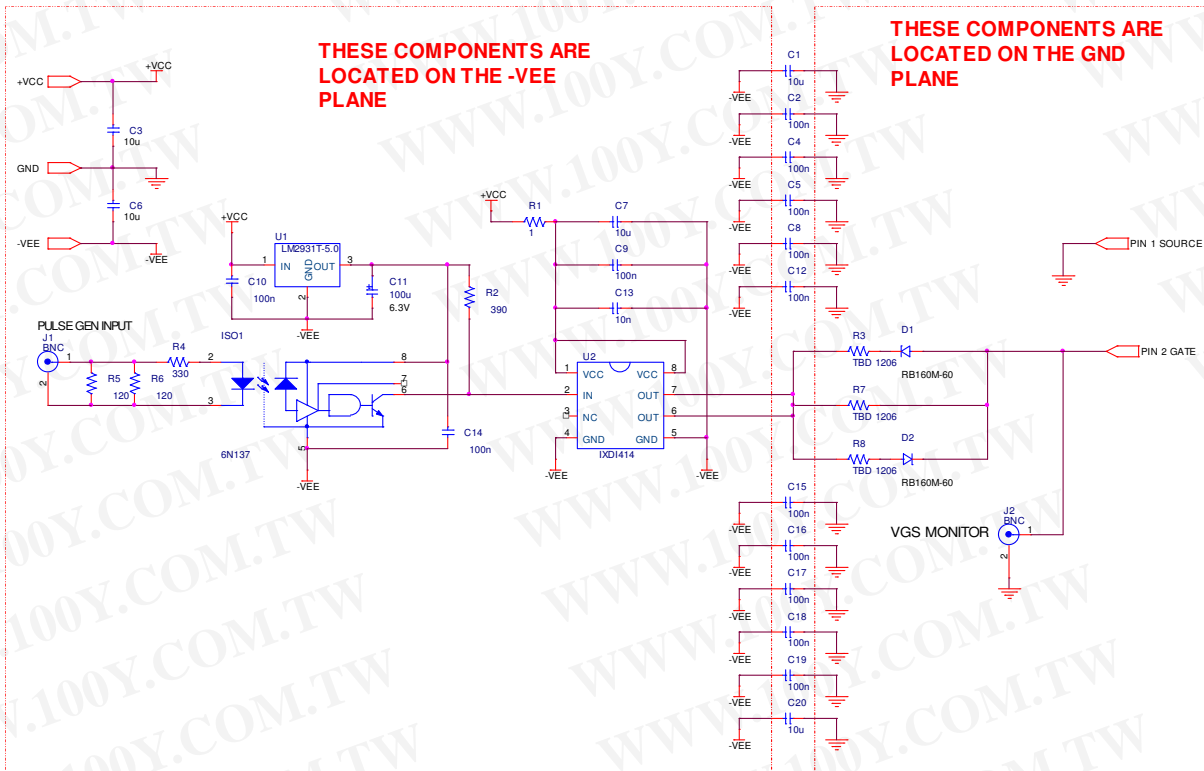 THESE COMPONENTS ARE
LOCATED ON THE -VEE
PLANE
THESE COMPONENTS ARE
LOCATED ON THE GND
PLANE
+VCC
+VCC
C3
10u
GND
C6
10u
-VEE
-VEE
+VCC
U1
LM2931T-5.0
1
IN
GND
OUT
3
2
C10
100n
C11
100u
6.3V
-VEE
R2
390
+VCC
R1
1
C7
10u
C9
100n
C13
10n
PULSE GEN INPUT
J1
BNC
1
2
R5
120
R6
120
R4
330
ISO1
2
3
8
7
6
5
6N137
-VEE
C14
100n
U2
1
VCC
VCC
8
2
IN
OUT
7
3
NC
OUT
6
4
GND
GND
5
IXDI414
-VEE
-VEE
C1
10u
-VEE
C2
100n
-VEE
C4
100n
-VEE
C5
100n
-VEE
C8
100n
-VEE
C12
100n
-VEE
PIN 1 SOURCE
R3
TBD 1206
D1
RB160M-60
PIN 2 GATE
R7
TBD 1206
R8
TBD 1206
D2
RB160M-60
VGS MONITOR
J2
BNC
1
2
C15
100n
-VEE
C16
100n
-VEE
C17
100n
-VEE
C18
100n
-VEE
C19
100n
-VEE
C20
10u
-VEE
WWW.100Y.COM.TW